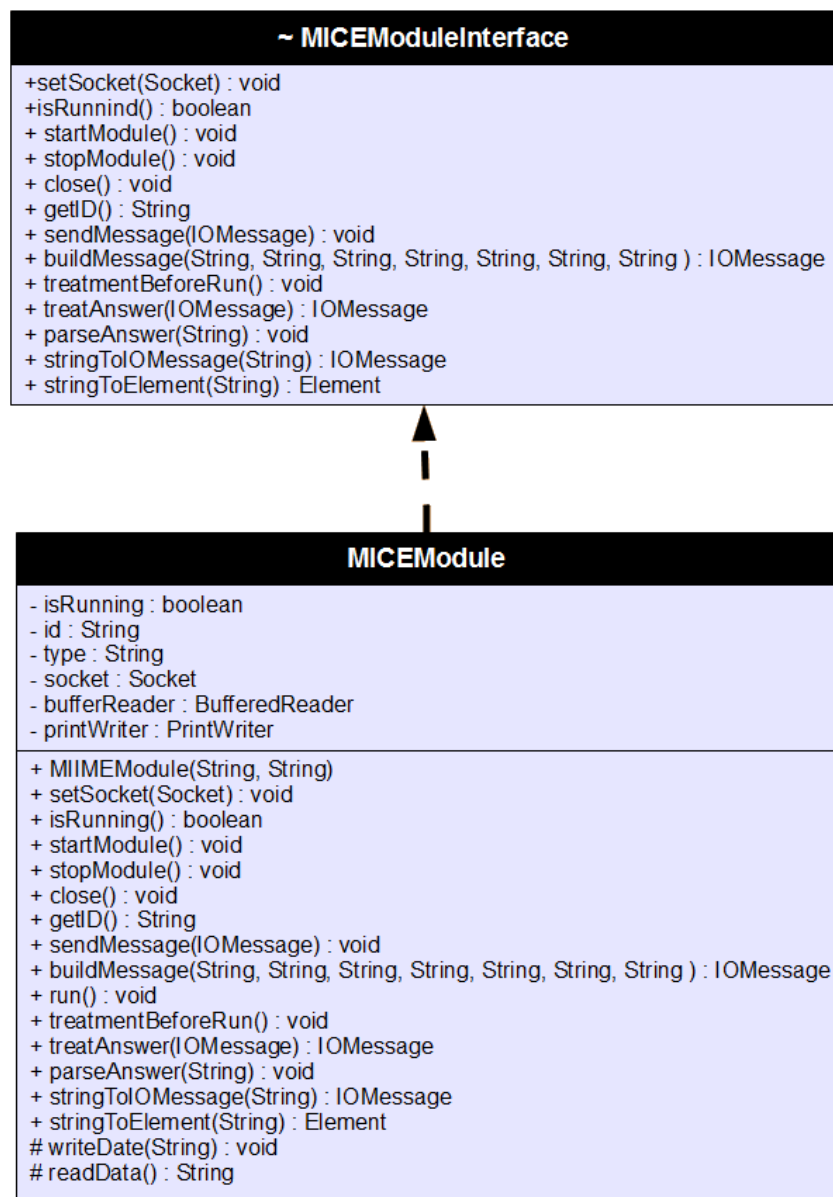 ~ MICEModuleInterface
+setSocket(Socket) : void
+isRunnind() : boolean
+ startModule() : void
+ stopModule() : void
+ close() : void
+ getID() : String
+ sendMessage(IOMessage) : void
+ buildMessage(String, String, String, String, String, String, String ) : IOMessage
+ treatmentBeforeRun() : void
+ treatAnswer(IOMessage) : IOMessage
+ parseAnswer(String) : void
+ stringToIOMessage(String) : IOMessage
+ stringToElement(String) : Element
MICEModule
- isRunning : boolean
- id : String
- type : String
- socket : Socket
- bufferReader : BufferedReader
- printWriter : PrintWriter
+ MIIMEModule(String, String)
+ setSocket(Socket) : void
+ isRunning() : boolean
+ startModule() : void
+ stopModule() : void
+ close() : void
+ getID() : String
+ sendMessage(IOMessage) : void
+ buildMessage(String, String, String, String, String, String, String ) : IOMessage
+ run() : void
+ treatmentBeforeRun() : void
+ treatAnswer(IOMessage) : IOMessage
+ parseAnswer(String) : void
+ stringToIOMessage(String) : IOMessage
+ stringToElement(String) : Element
# writeDate(String) : void
# readData() : String